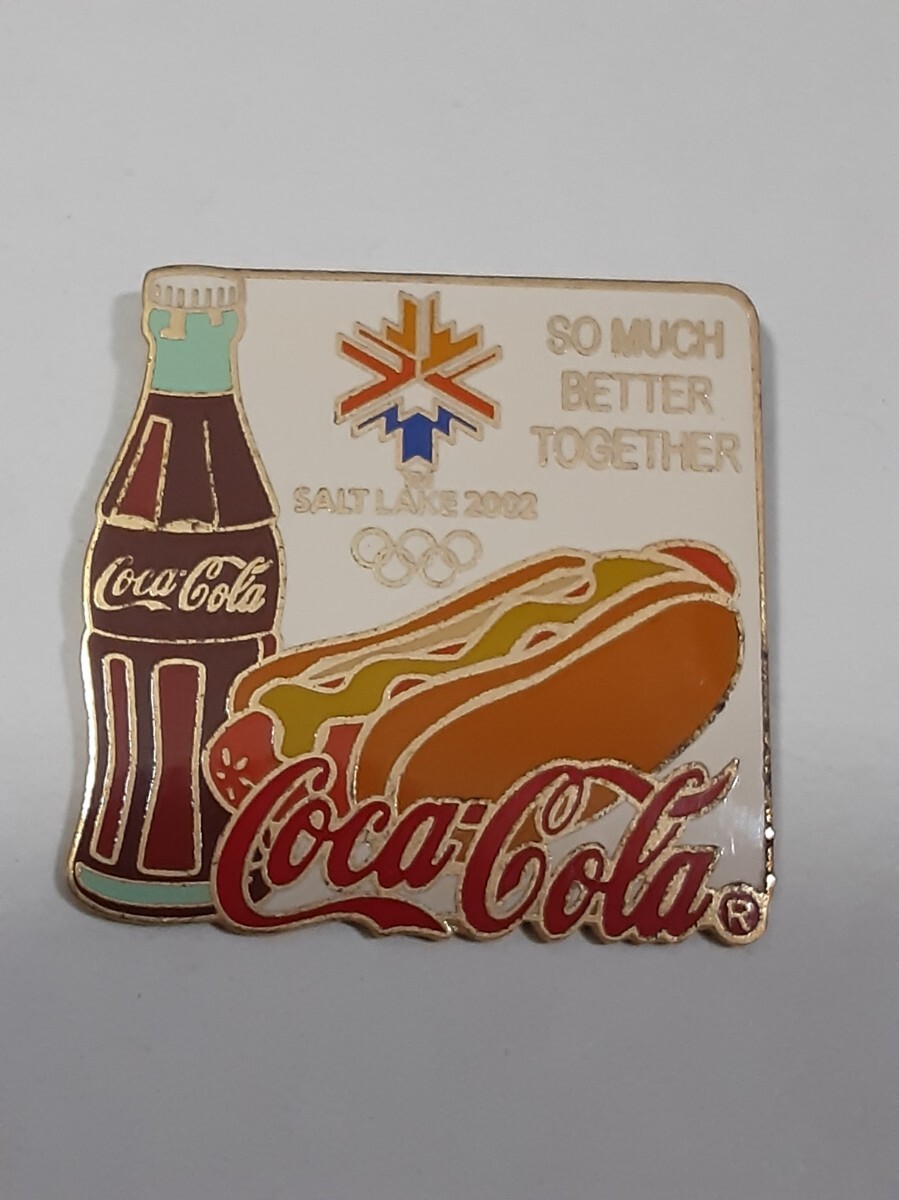 SO MUCH
BETTER
TOGETHER
SALT LAKE 2002
Coca-Cola
Coca-Cola®